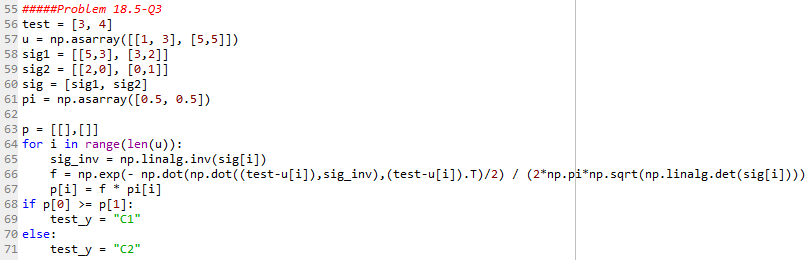 55 #####Problem 18.5-Q3
56 test = [3, 4]
57 u = np.asarray([[1, 3], [5,5]])
58 sig1 = [[5,3], [3,2]]
59 sig2 = [[2,0], [0,1]]
60 sig = [sig1, sig2]
61 pi = np.asarray([0.5, 0.5])
62
63 p = [[],[]]
64 for i in range(len(u)):
65     sig_inv = np.linalg.inv(sig[i])
66     f = np.exp(- np.dot(np.dot((test-u[i]),sig_inv),(test-u[i]).T)/2) / (2*np.pi*np.sqrt(np.linalg.det(sig[i])))
67     p[i] = f * pi[i]
68 if p[0] >= p[1]:
69     test_y = "C1"
70 else:
71     test_y = "C2"